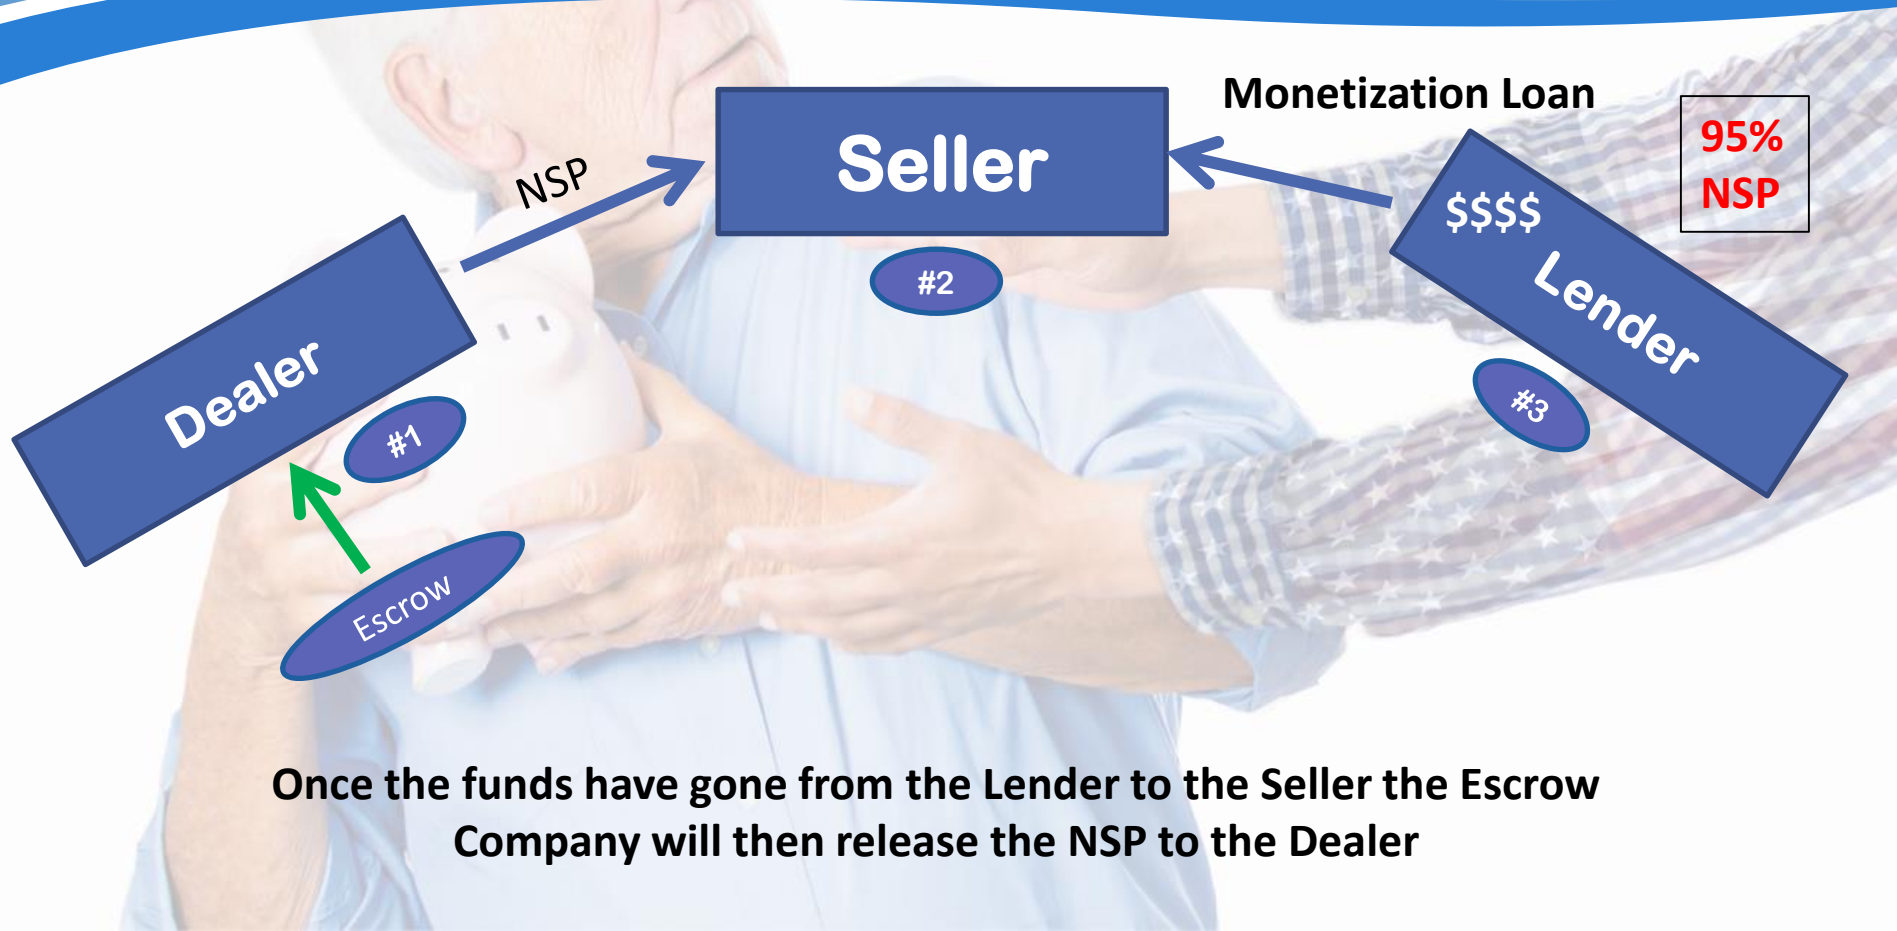 Monetization Loan
95%
NSP
NSP
Seller
$$$$
Lender
#2
Dealer
#1
#3
Escrow
Once the funds have gone from the Lender to the Seller the Escrow
Company will then release the NSP to the Dealer